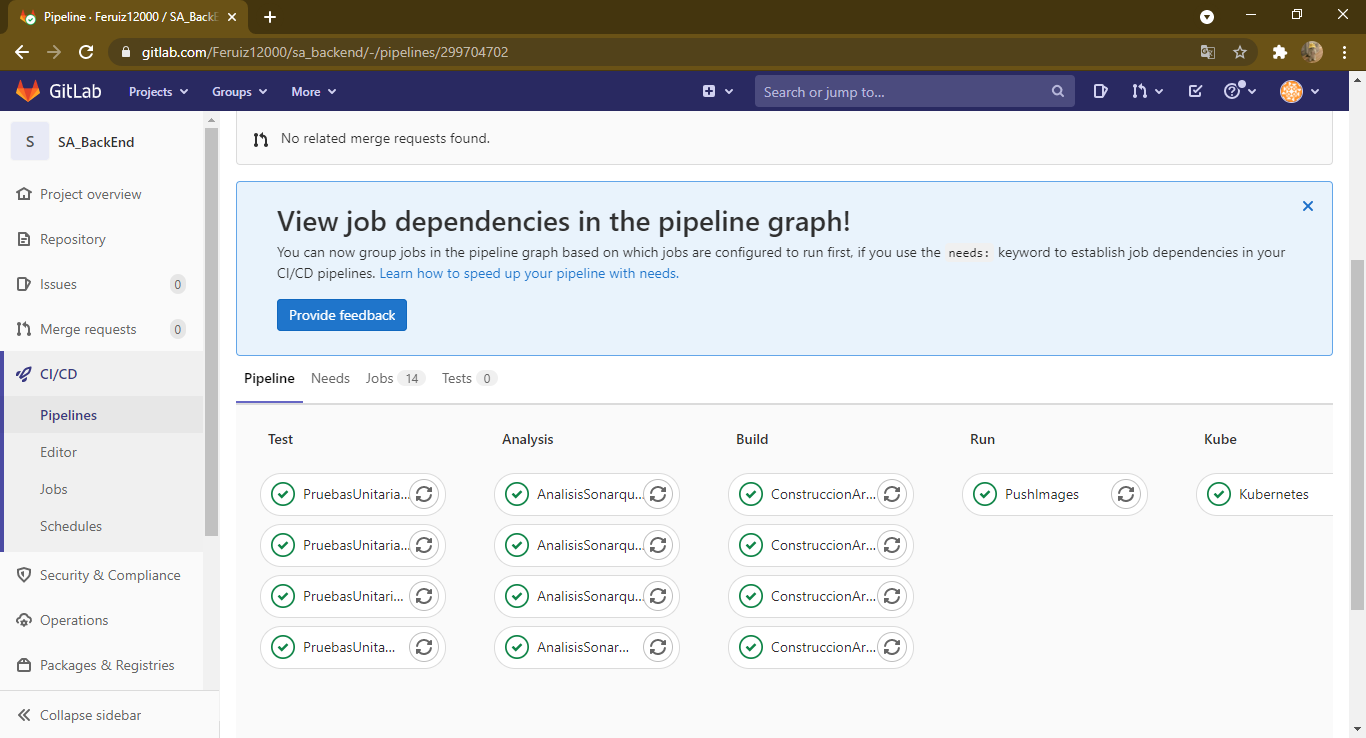 Pipeline · Feruiz12000 / SA_BackE
gitlab.com/Feruiz12000/sa_backend/-/pipelines/299704702
GitLab Projects Groups More Search or jump to...
S SA_BackEnd
Project overview
Repository
Issues 0
Merge requests 0
CI/CD
Pipelines
Editor
Jobs
Schedules
Security & Compliance
Operations
Packages & Registries
Collapse sidebar
No related merge requests found.
View job dependencies in the pipeline graph!
You can now group jobs in the pipeline graph based on which jobs are configured to run first, if you use the needs: keyword to establish job dependencies in your
CI/CD pipelines. Learn how to speed up your pipeline with needs.
Provide feedback
Pipeline Needs Jobs 14 Tests 0
Test Analysis Build Run Kube
PruebasUnitaria... AnalisisSonarqu... ConstruccionAr... PushImages Kubernetes
PruebasUnitaria... AnalisisSonarqu... ConstruccionAr...
PruebasUnitari... AnalisisSonarqu... ConstruccionAr...
PruebasUnita... AnalisisSonar... ConstruccionAr...